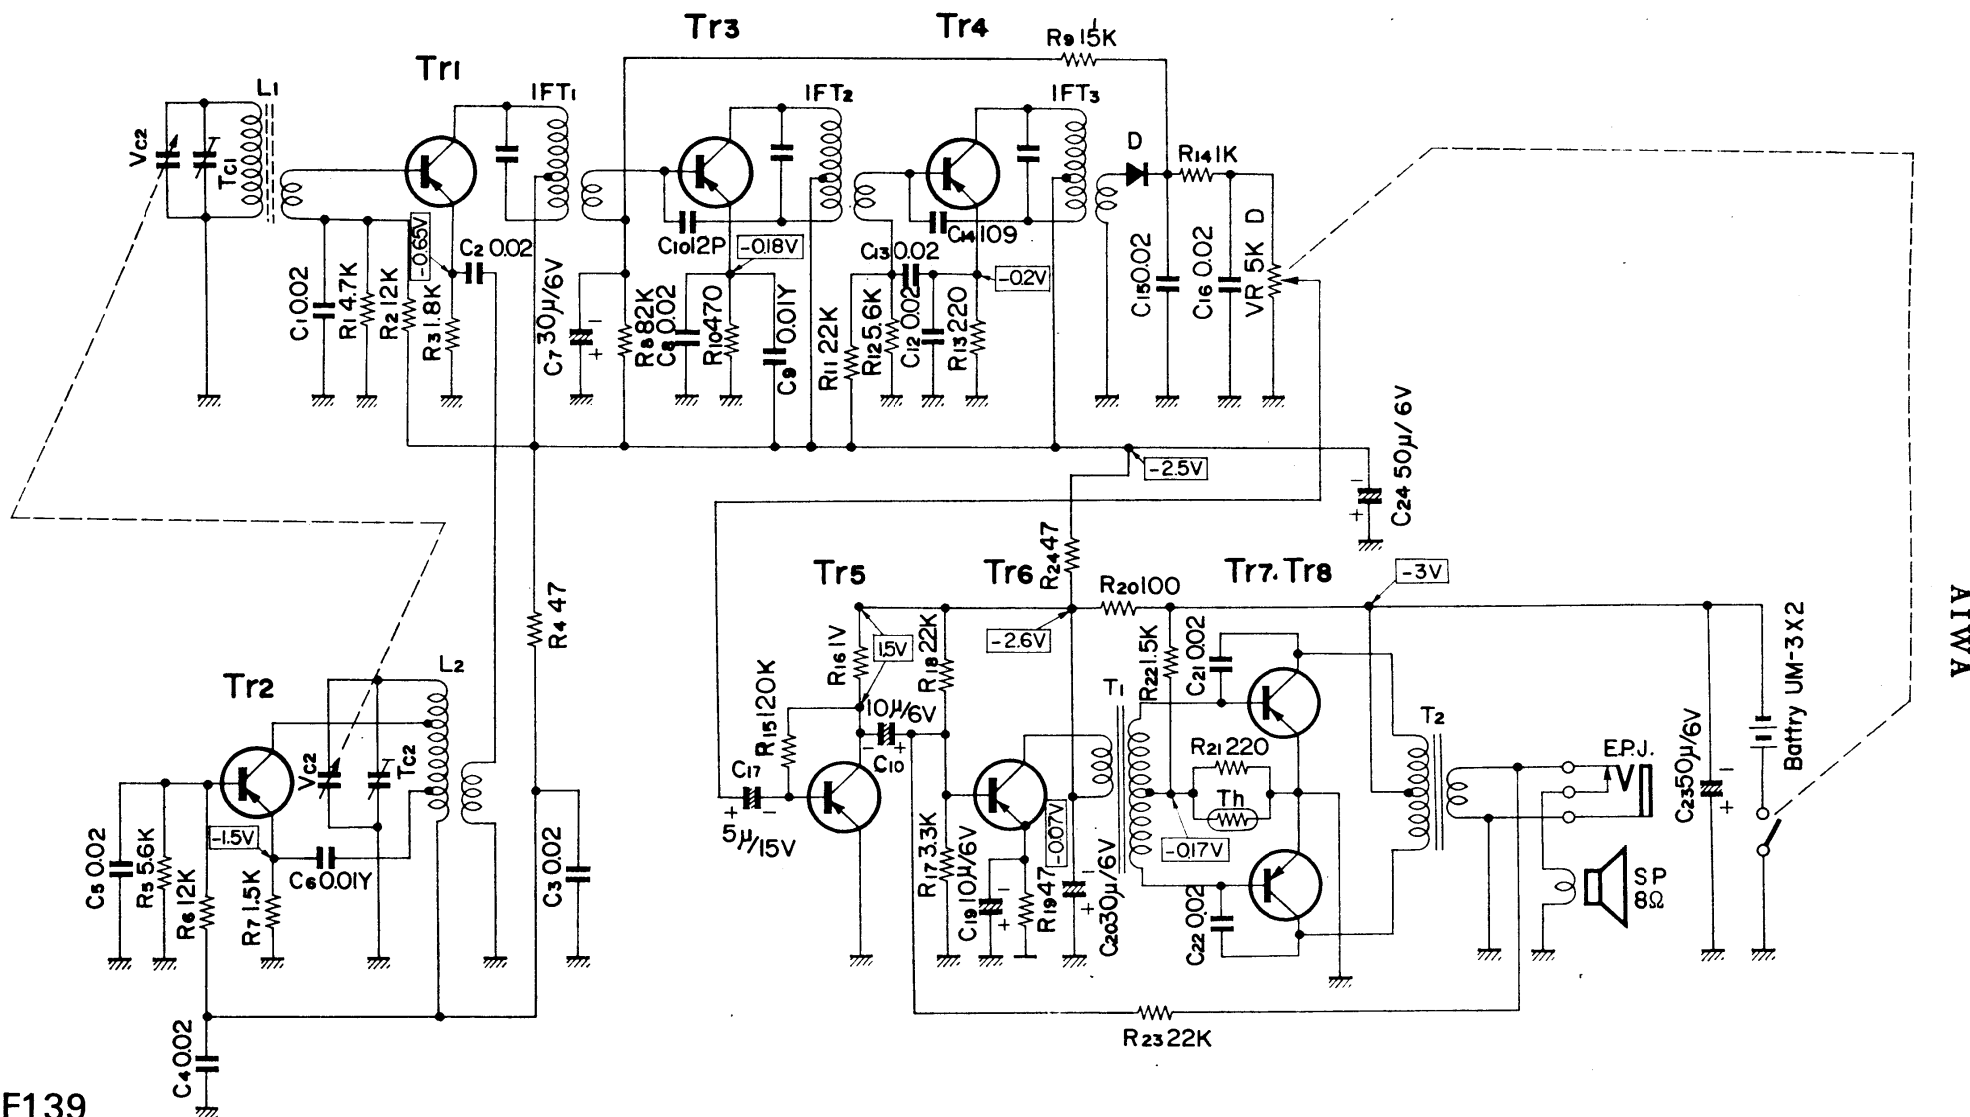 Tr1
Tr3
Tr4
R9 15K
L1
IFT1
IFT2
IFT3
D
R14 1K
Vc2
Tc1
-0.65V
C2 0.02
C10 12P
-0.18V
C13 0.02
C14 109
-0.2V
C1 0.02
R1 4.7K
R2 12K
R3 1.8K
C7 30μ/6V
-
+
R8 82K
C8 0.02
R10 470
C9 0.01Y
R11 22K
R12 5.6K
C12 0.02
R13 220
C15 0.02
C16 0.02
VR 5K D
-2.5V
-
+
C24 50μ/6V
R4 47
R24 47
Tr5
Tr6
Tr7. Tr8
-3V
R20 100
R16 1V
1.5V
R18 22K
-2.6V
R22 1.5K
C21 0.02
T1
T2
AIWA
Tr2
L2
Vc2
Tc2
R15 120K
10μ/6V
-
+
C10
R21 220
Th
E.P.J.
C23 50μ/6V
-
+
Battry UM-3X2
C17
+
-
5μ/15V
-1.5V
-0.07V
-0.17V
C5 0.02
R5 5.6K
R6 12K
R7 1.5K
C6 0.01Y
C3 0.02
R17 3.3K
C19 10μ/6V
-
+
R19 47
C20 30μ/6V
-
+
C22 0.02
SP
8Ω
R23 22K
C4 0.02
F139